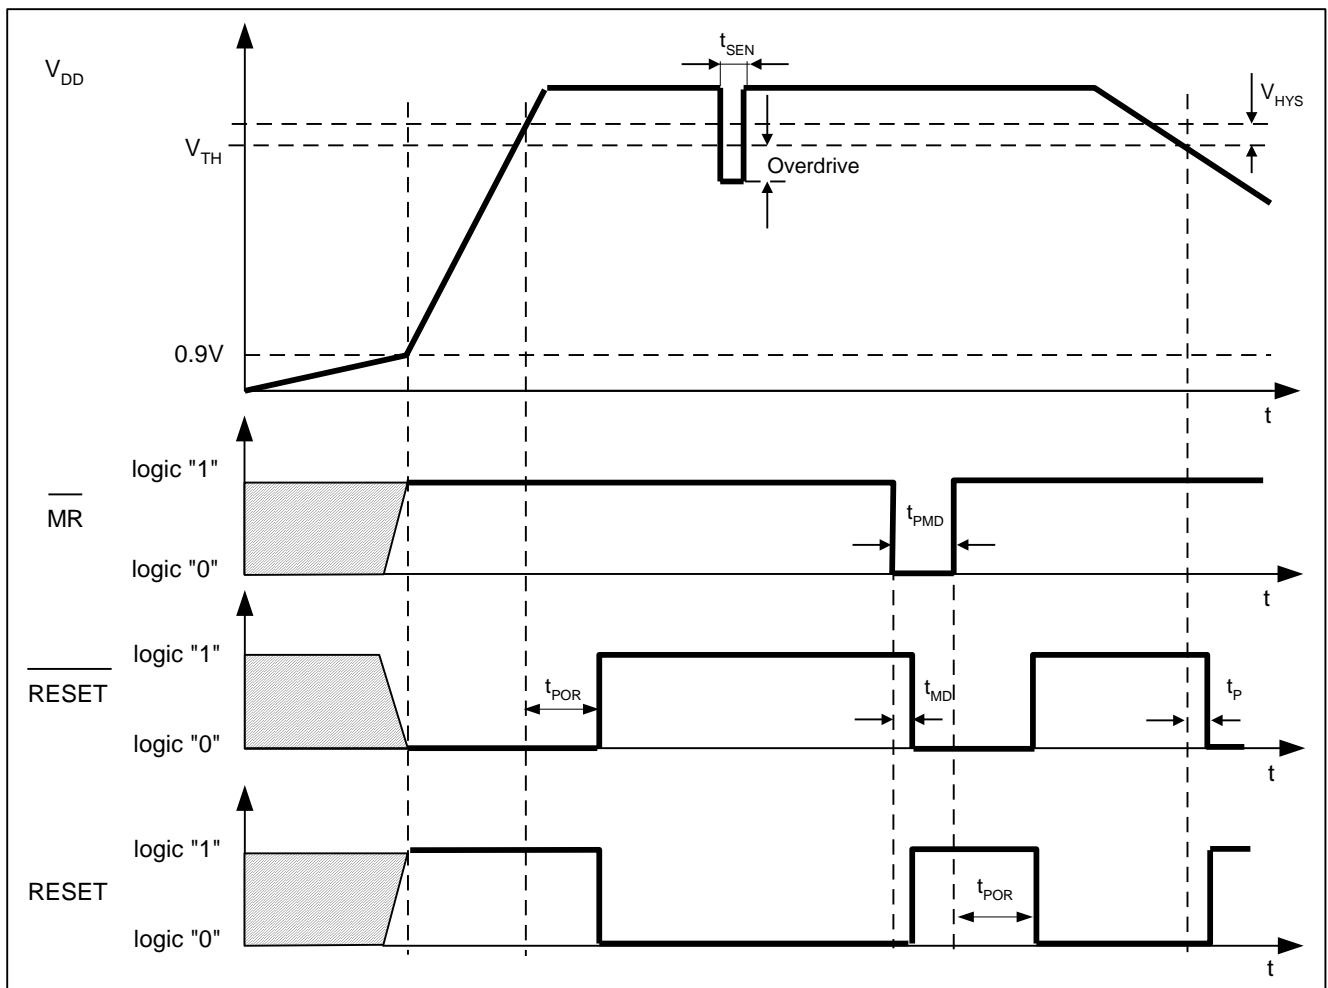 tSEN
VDD
VHYS
VTH
Overdrive
0.9V
t
logic "1"
MR
tPMD
logic "0"
t
logic "1"
RESET
tPOR
tMD
tP
logic "0"
t
logic "1"
RESET
tPOR
logic "0"
t